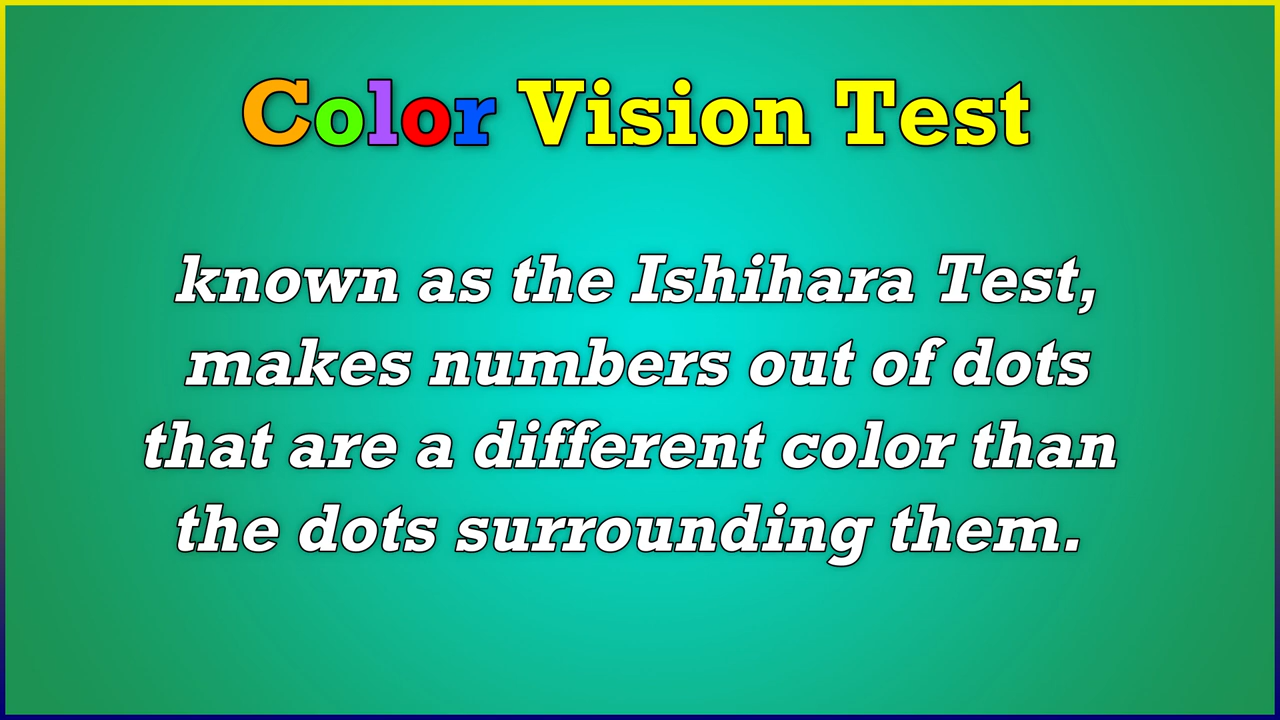 Color Vision Test
known as the Ishihara Test,
makes numbers out of dots
that are a different color than
the dots surrounding them.